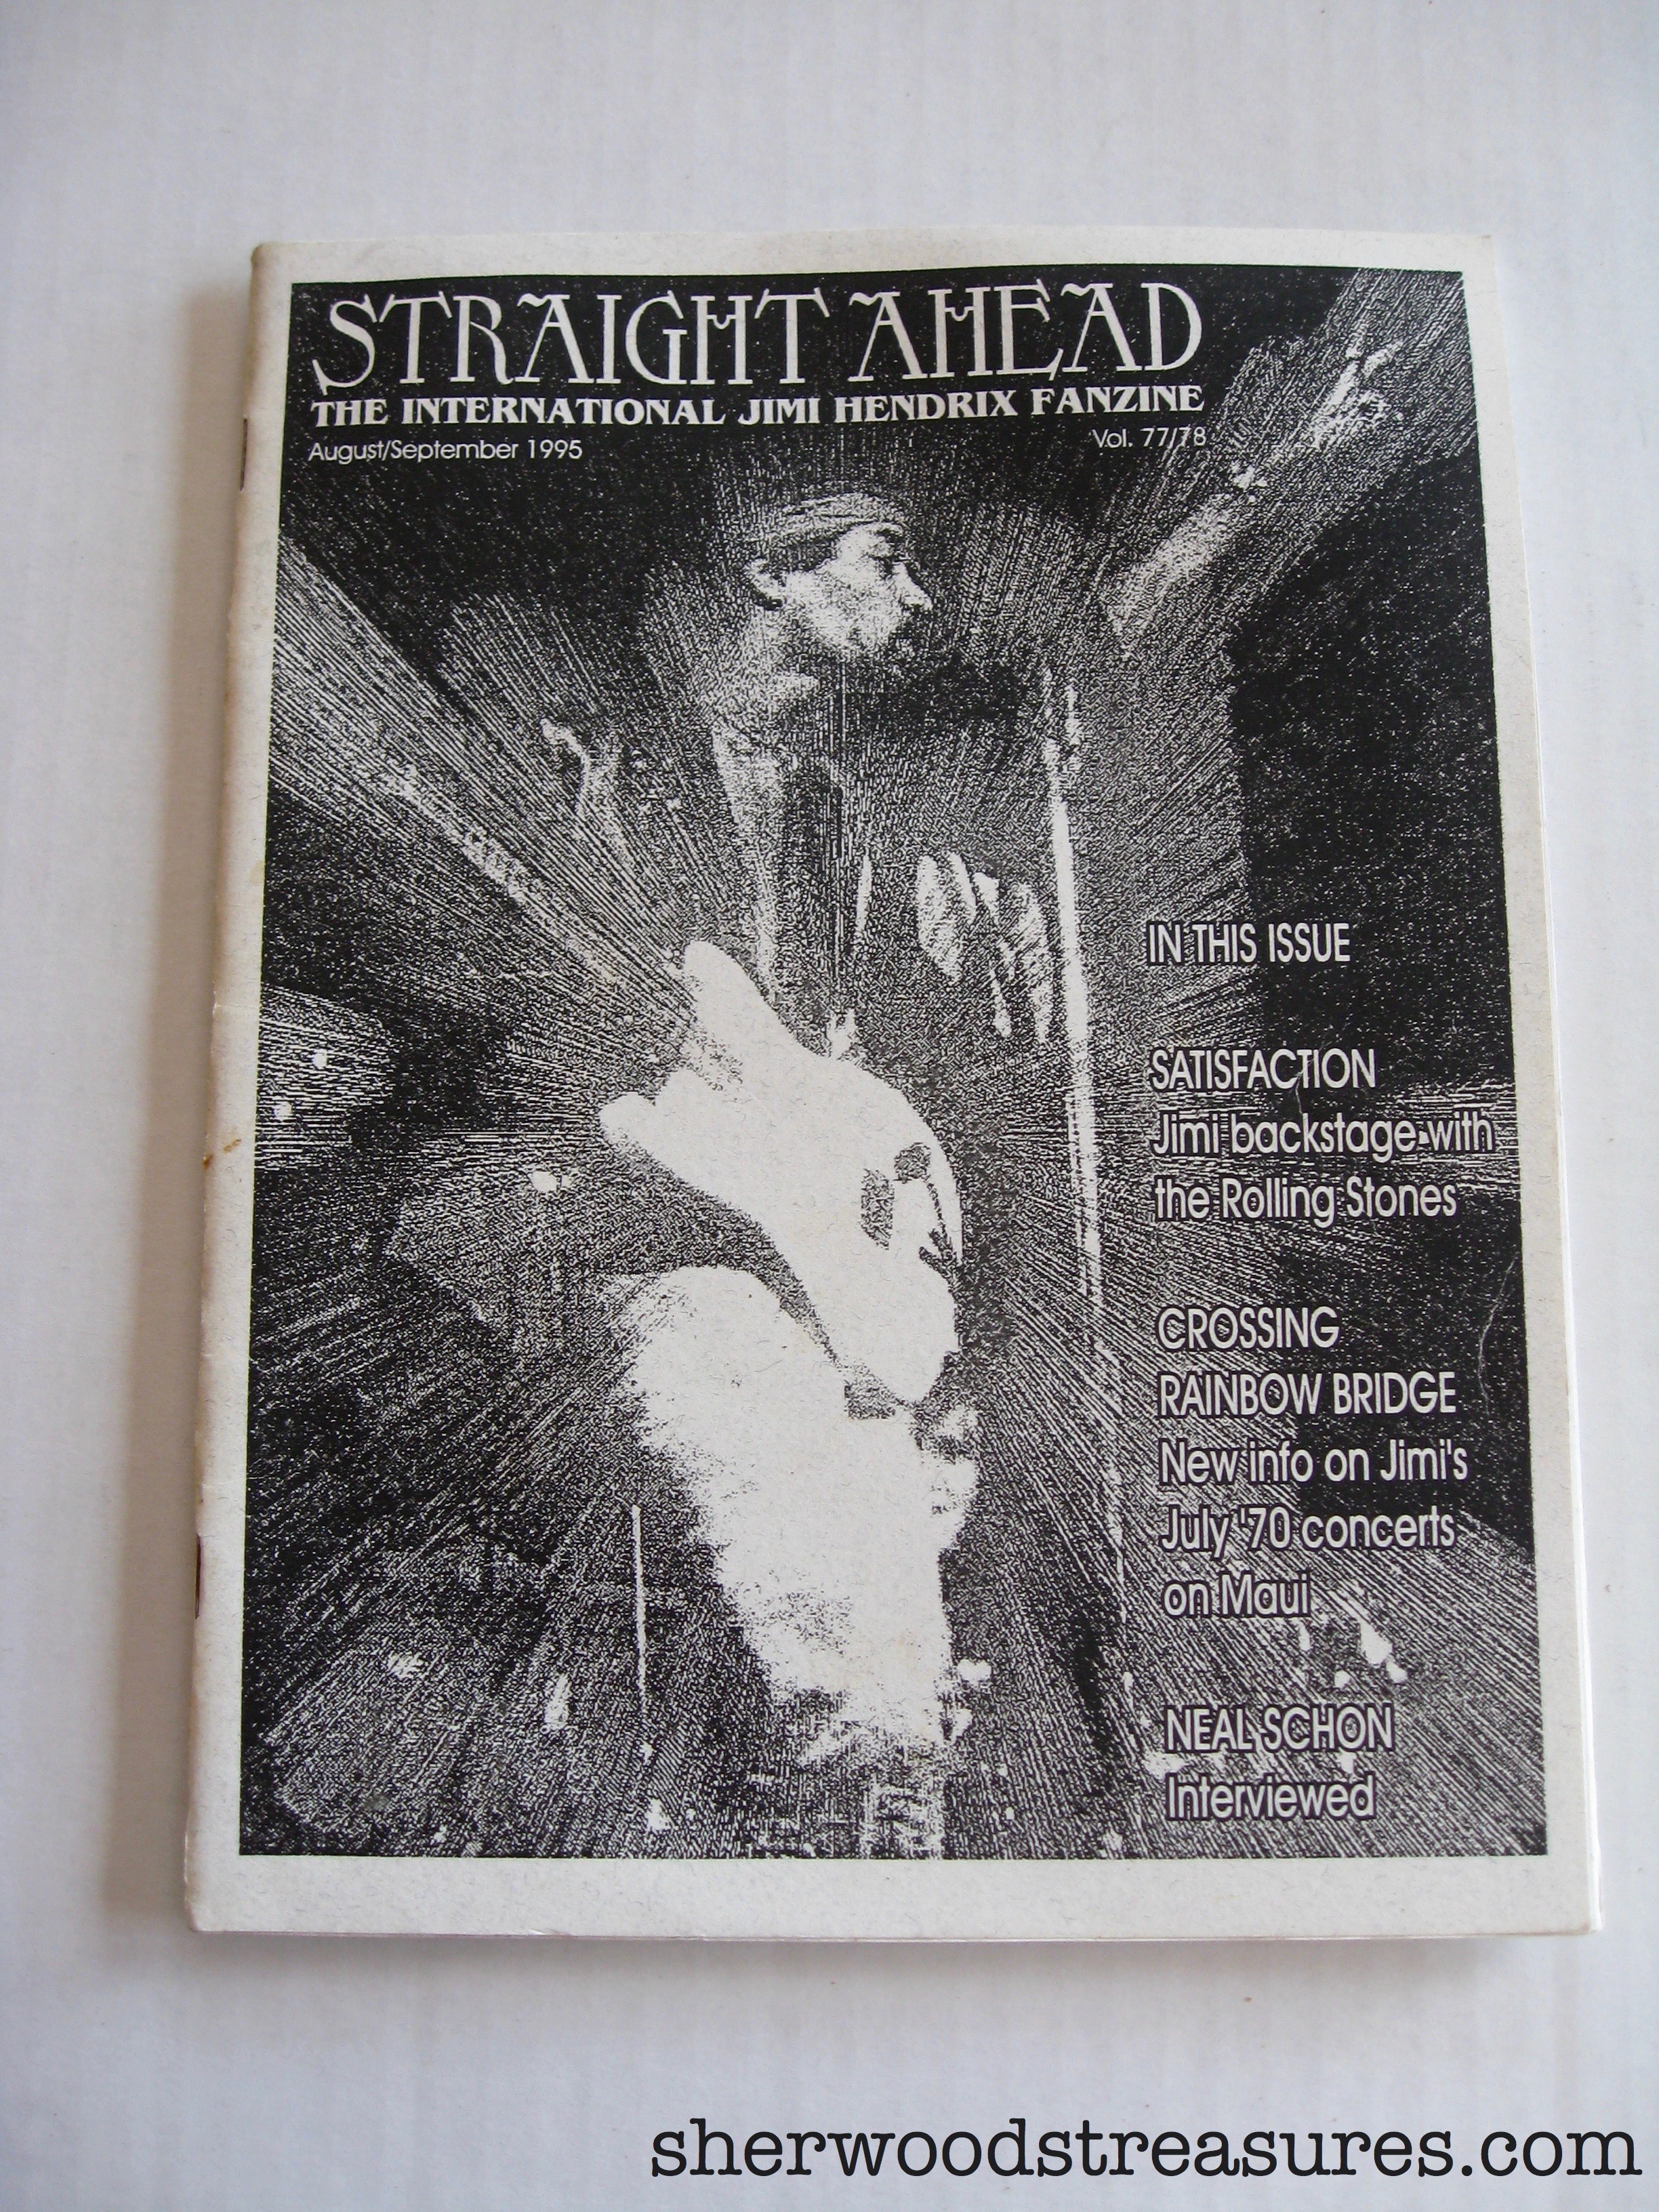 STRAIGHT AHEAD
THE INTERNATIONAL JIMI HENDRIX FANZINE
August/September 1995
Vol. 77/78
IN THIS ISSUE
SATISFACTION
Jimi backstage with
the Rolling Stones
CROSSING
RAINBOW BRIDGE
New info on Jimi's
July '70 concerts
on Maui
NEAL SCHON
Interviewed
sherwoodstreasures.com